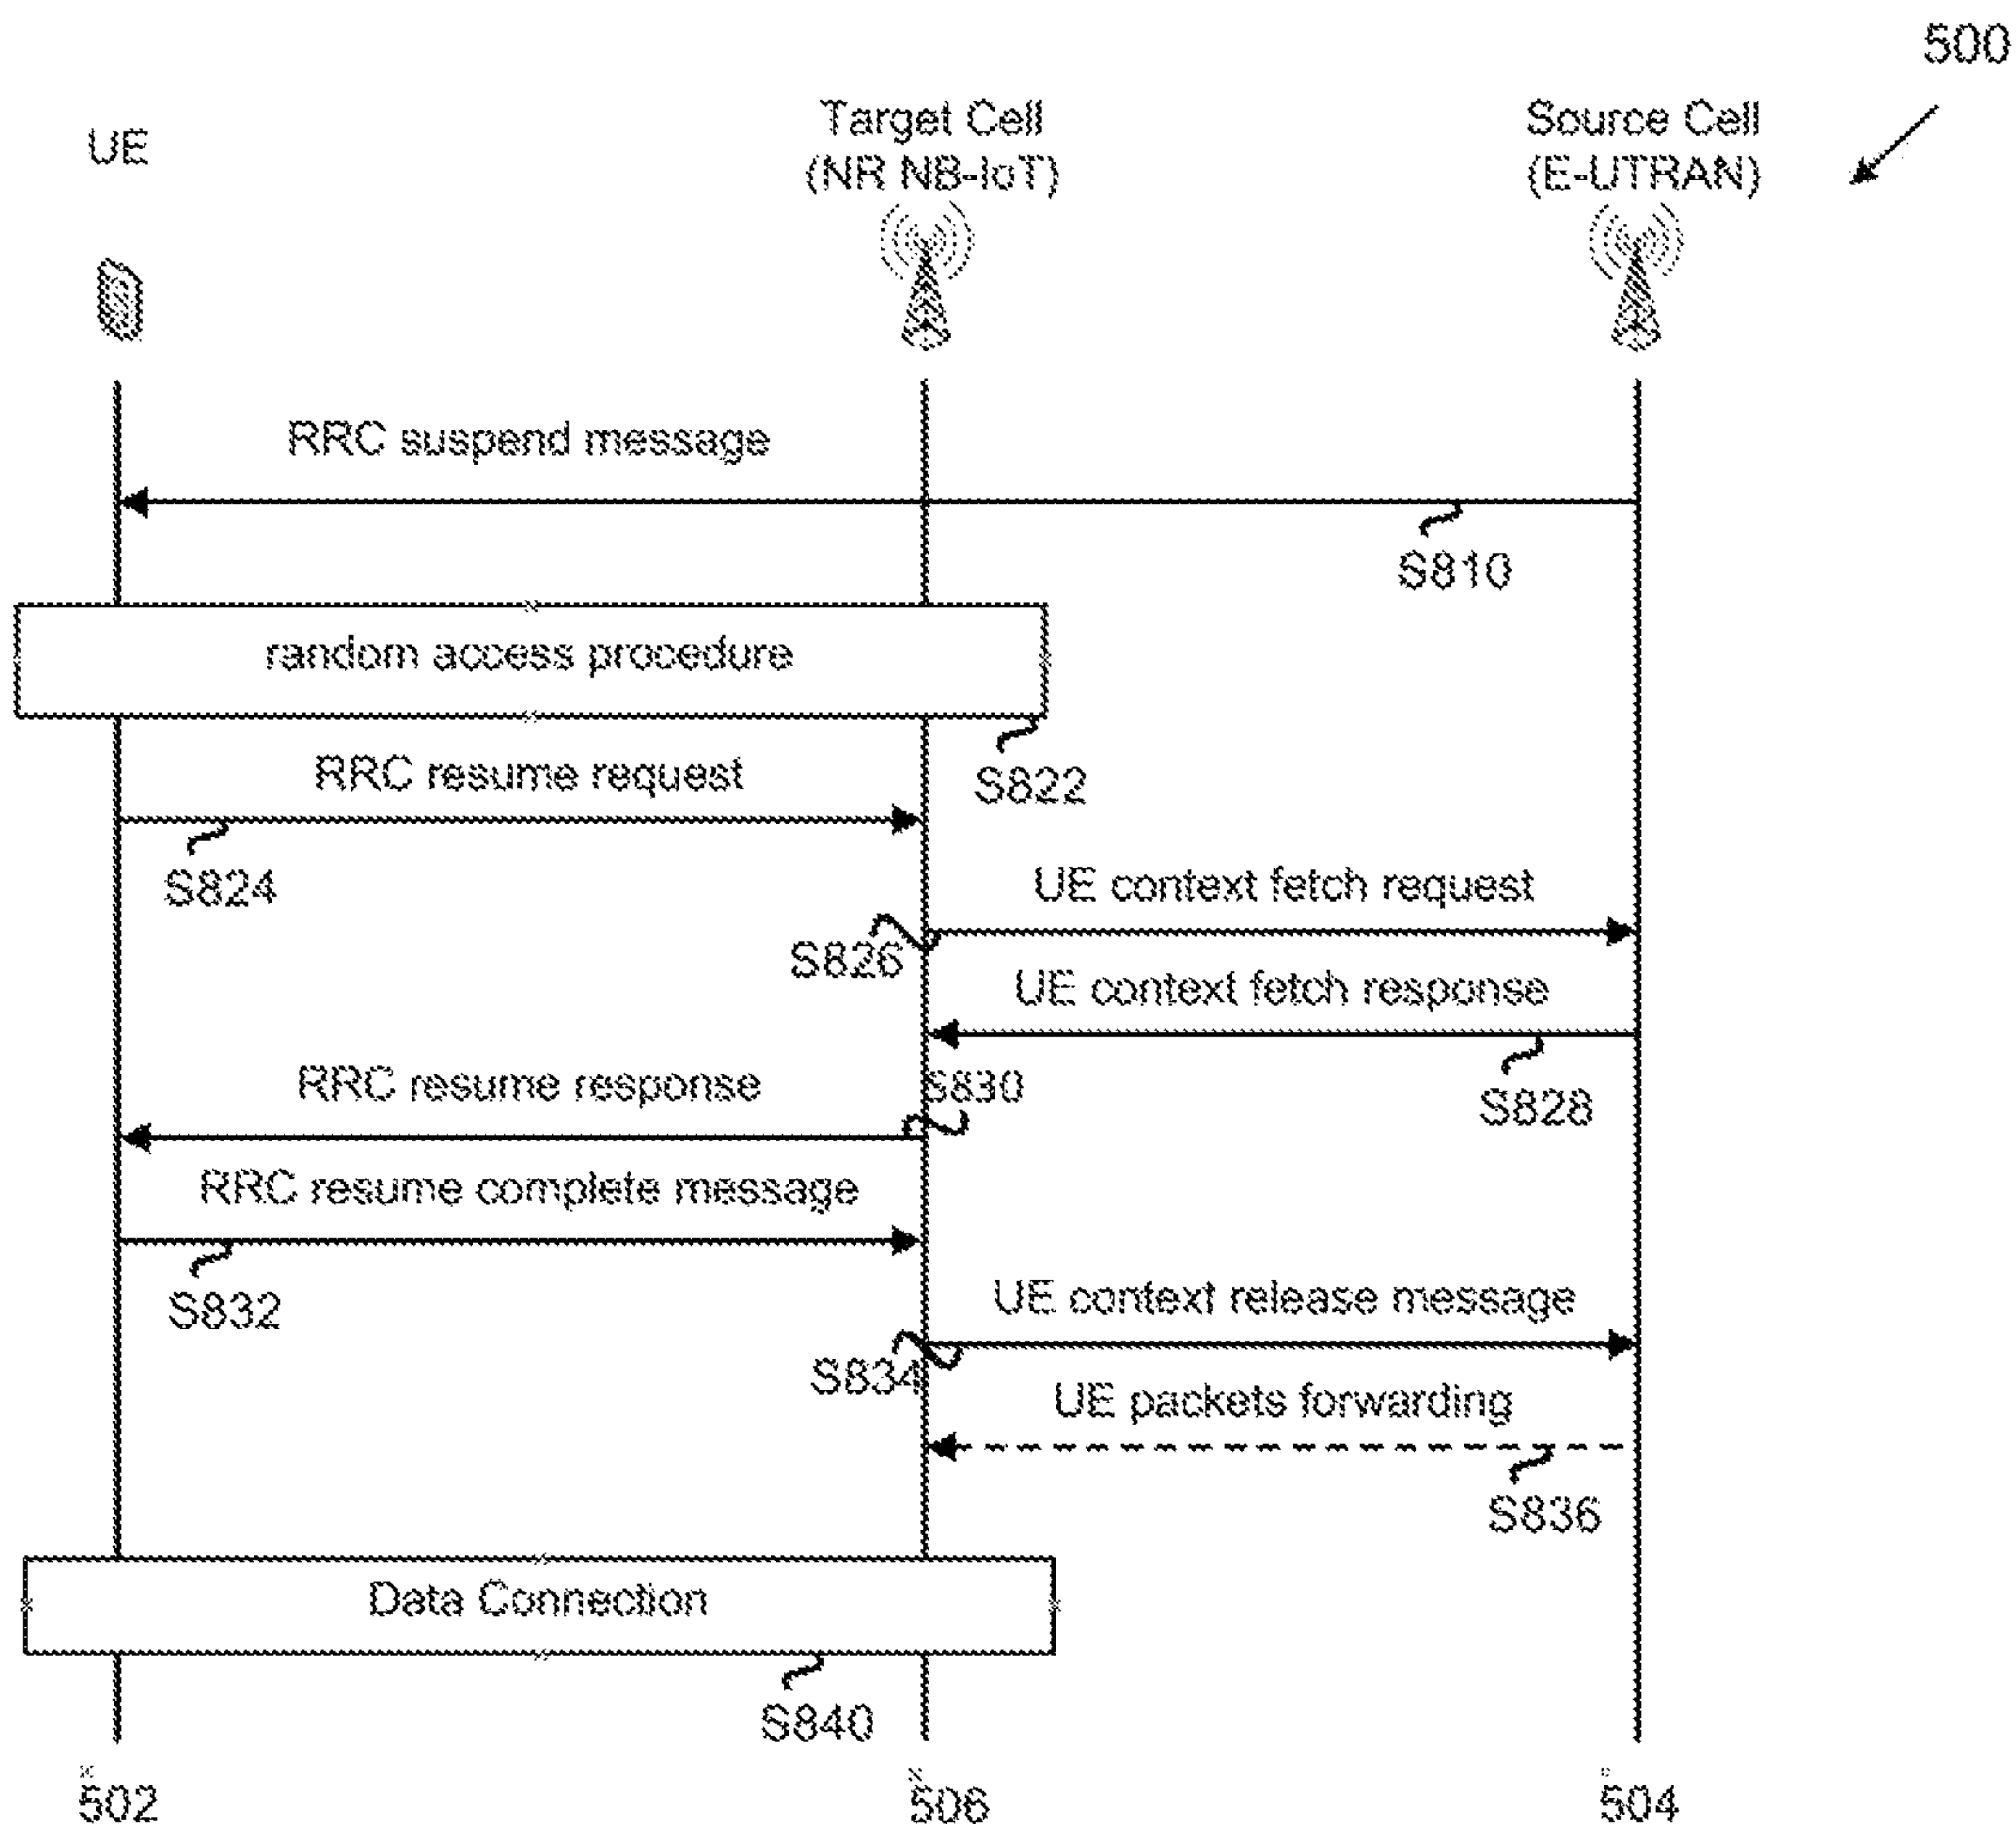 500
UE
Target Cell
(NR NB-IoT)
Source Cell
(E-UTRAN)
RRC suspend message
S810
random access procedure
S822
RRC resume request
S824
UE context fetch request
S826
UE context fetch response
S828
RRC resume response
S830
RRC resume complete message
S832
UE context release message
S834
UE packets forwarding
S836
Data Connection
S840
502
506
504